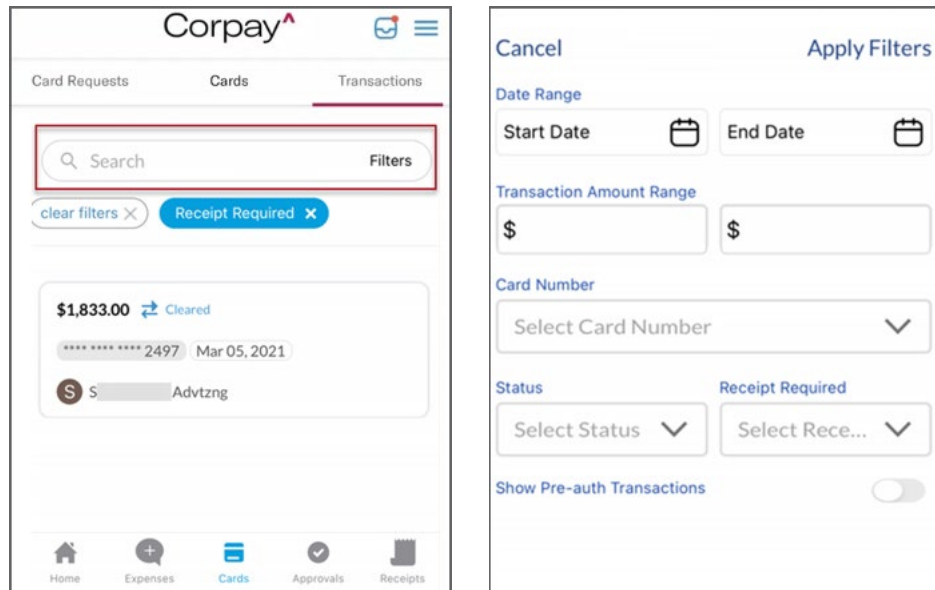 Corpay^
Card Requests Cards Transactions
Search Filters
clear filters × Receipt Required ×
$1,833.00 Cleared
**** **** **** 2497 Mar 05, 2021
S S Advtzng
Home Expenses Cards Approvals Receipts
Cancel Apply Filters
Date Range
Start Date End Date
Transaction Amount Range
$ $
Card Number
Select Card Number
Status Receipt Required
Select Status Select Rece...
Show Pre-auth Transactions